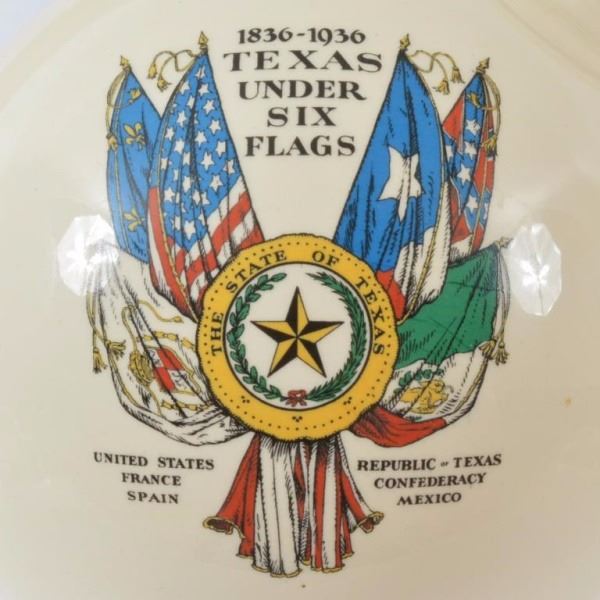 1836-1936
TEXAS
UNDER
SIX
FLAGS
THE STATE OF TEXAS
UNITED STATES
FRANCE
SPAIN
REPUBLIC OF TEXAS
CONFEDERACY
MEXICO